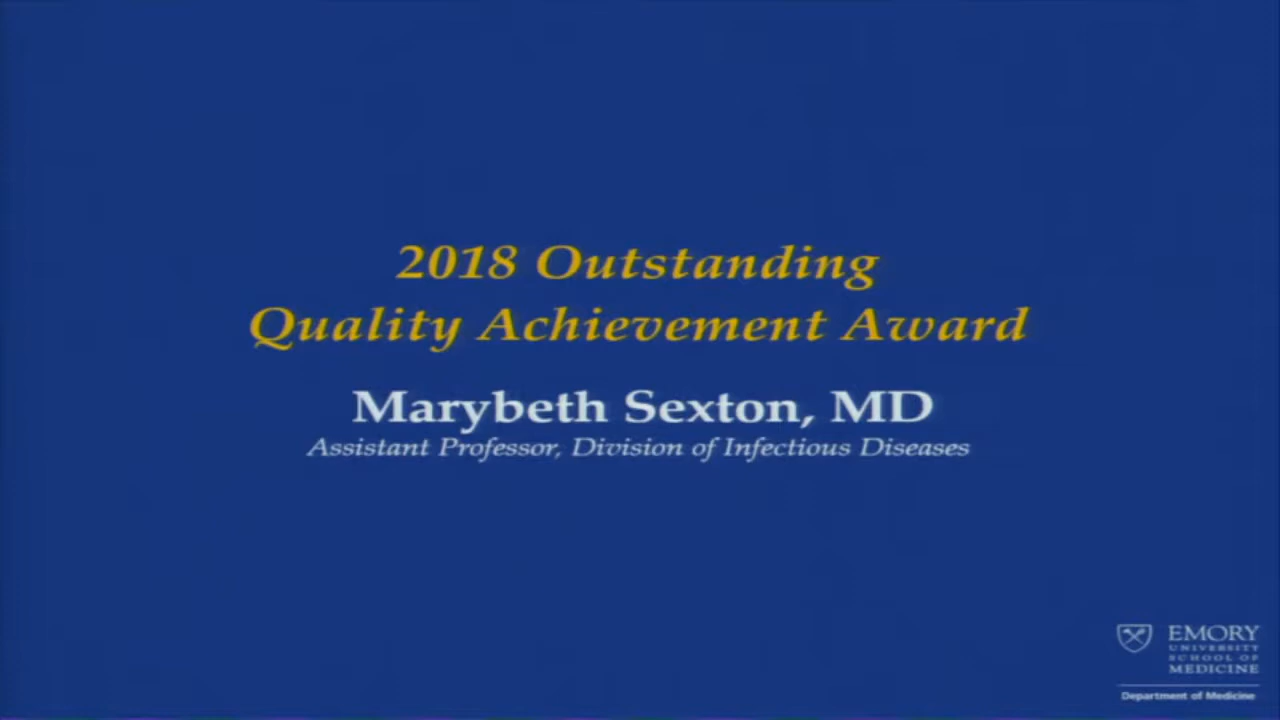 2018 Outstanding
Quality Achievement Award
Marybeth Sexton, MD
Assistant Professor, Division of Infectious Diseases
EMORY
UNIVERSITY
SCHOOL OF
MEDICINE
Department of Medicine